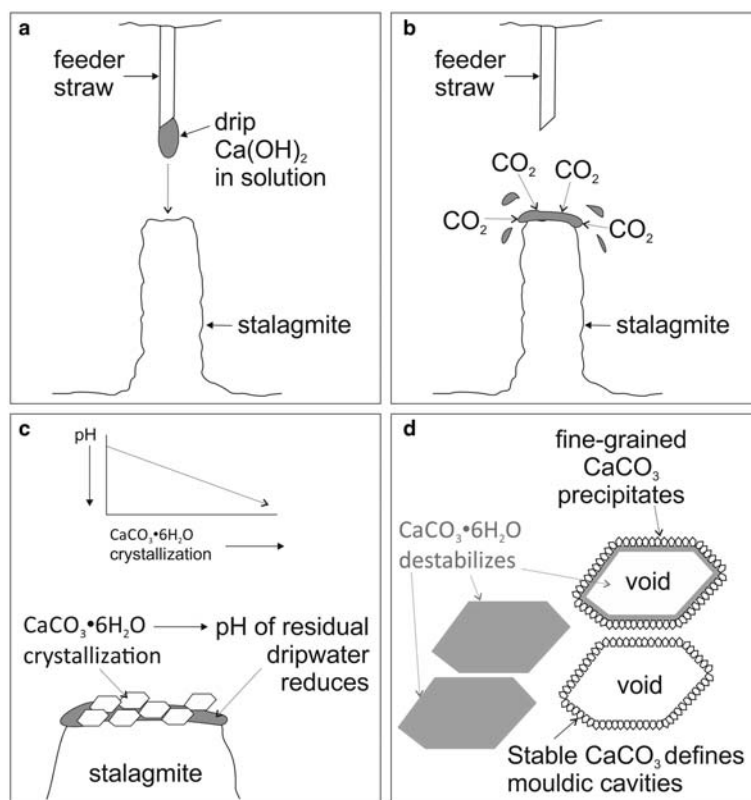 a
feeder
straw
drip
Ca(OH)₂
in solution
stalagmite
b
feeder
straw
CO₂
CO₂
CO₂
CO₂
stalagmite
c
pH
CaCO₃•6H₂O
crystallization
CaCO₃•6H₂O
crystallization
pH of residual
dripwater
reduces
stalagmite
d
fine-grained
CaCO₃
precipitates
CaCO₃•6H₂O
destabilizes
void
void
Stable CaCO₃ defines
mouldic cavities